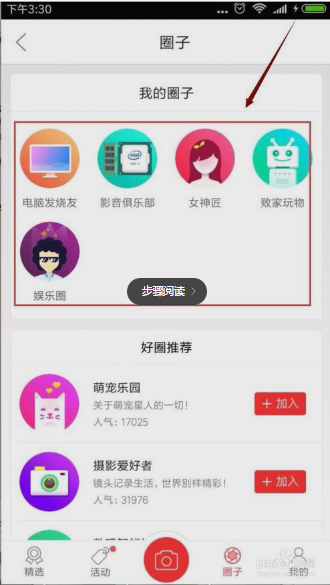 下午3:30
圈子
我的圈子
intel
电脑发烧友
影音俱乐部
女神匠
败家玩物
娱乐圈
步骤阅读
好圈推荐
萌宠乐园
关于萌宠星人的一切！
人气：17025
+ 加入
摄影爱好者
镜头记录生活，世界别样精彩！
人气：31976
+ 加入
精选
活动
圈子
我的